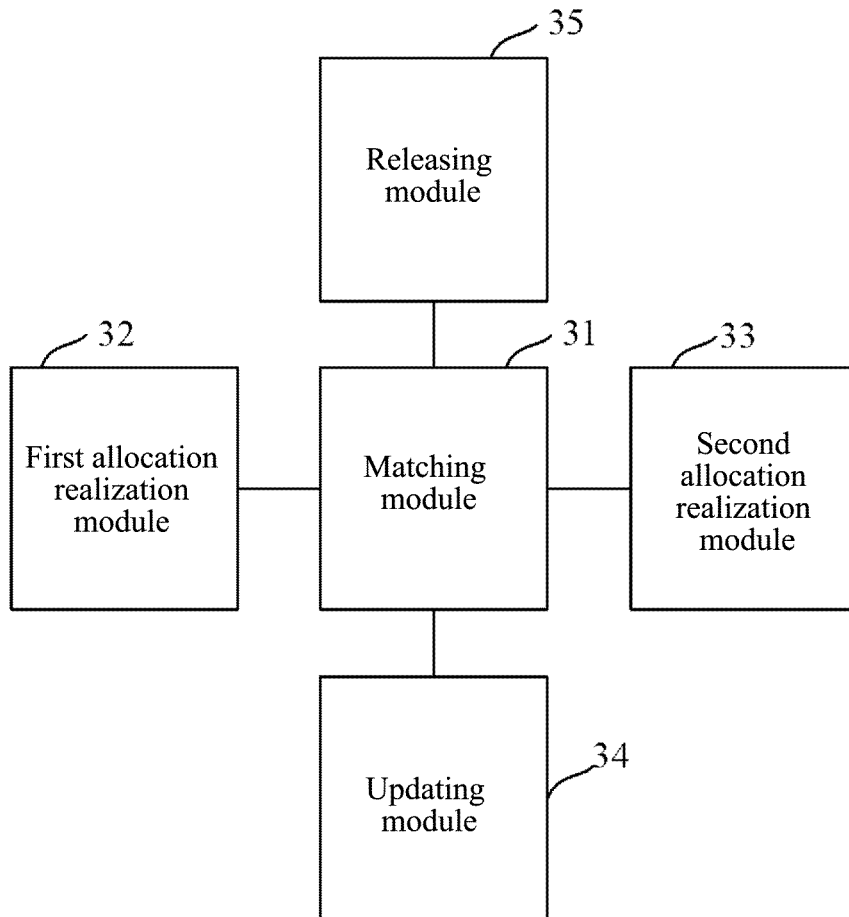 35
Releasing
module
32
31
33
First allocation
realization
module
Matching
module
Second
allocation
realization
module
34
Updating
module